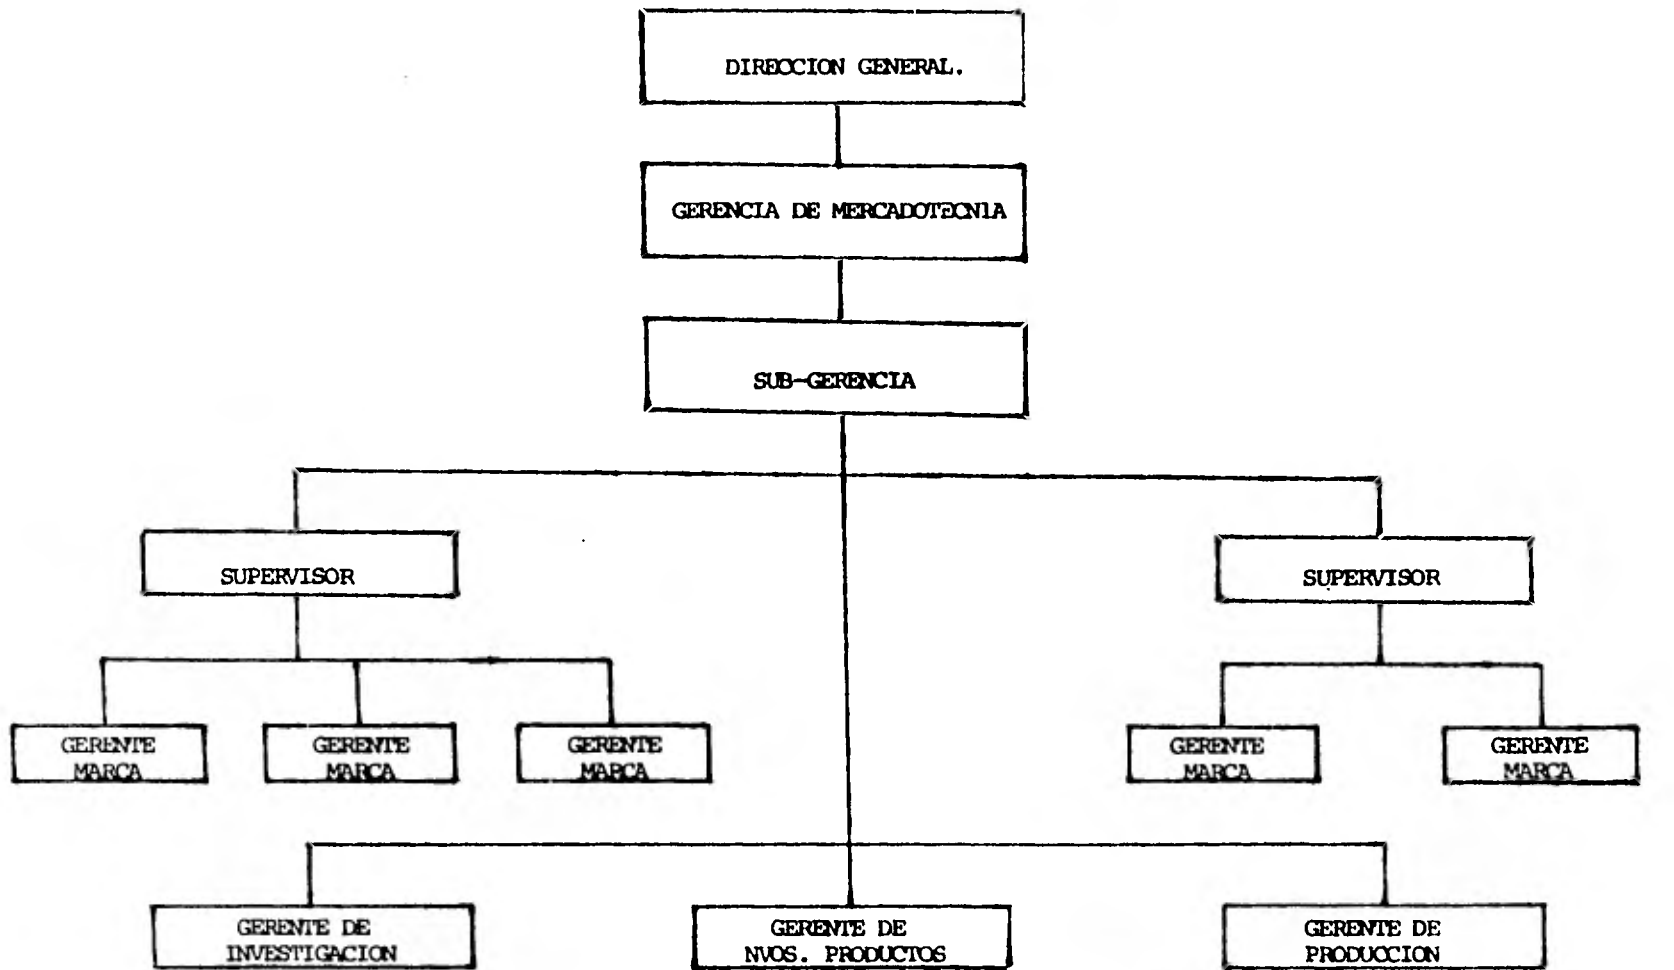 DIRECCION GENERAL.
GERENCIA DE MERCADOTECNIA
SUB-GERENCIA
SUPERVISOR
SUPERVISOR
GERENTE
MARCA
GERENTE
MARCA
GERENTE
MARCA
GERENTE
MARCA
GERENTE
MARCA
GERENTE DE
INVESTIGACION
GERENTE DE
NVOS. PRODUCTOS
GERENTE DE
PRODUCCION